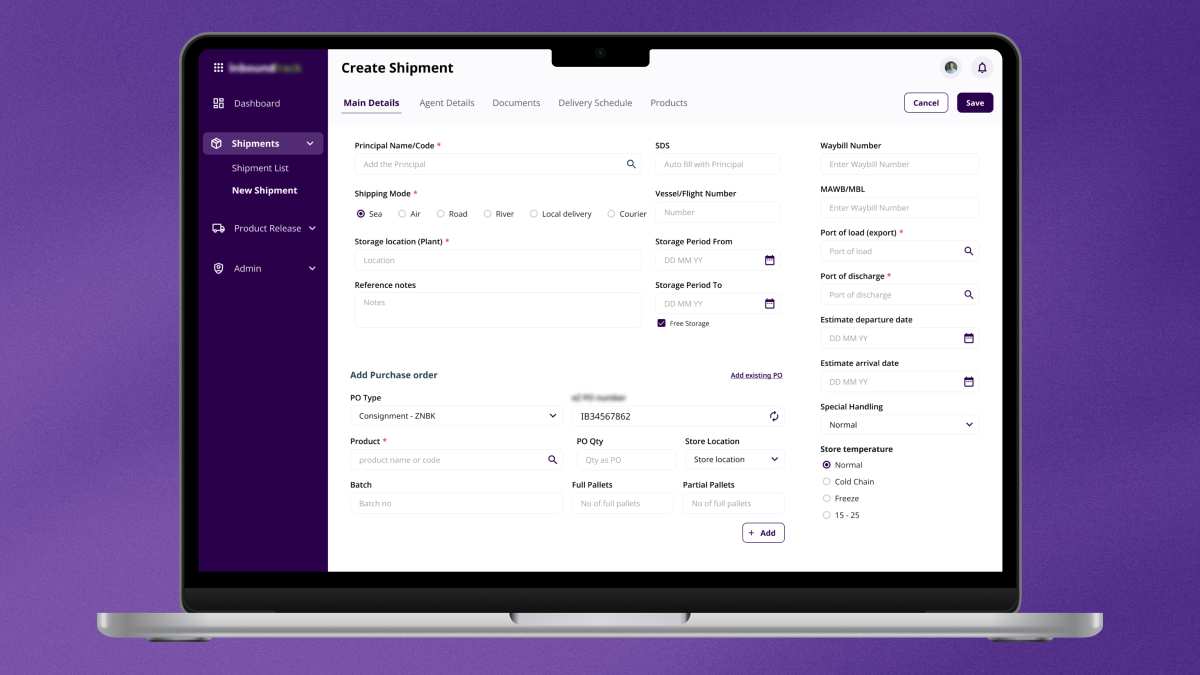 Create Shipment
Dashboard
Shipments
Shipment List
New Shipment
Product Release
Admin
Main Details
Agent Details
Documents
Delivery Schedule
Products
Cancel
Save
Principal Name/Code *
Add the Principal
SDS
Auto fill with Principal
Shipping Mode *
Sea
Air
Road
River
Local delivery
Courier
Vessel/Flight Number
Number
Storage location (Plant) *
Location
Storage Period From
DD MM YY
Reference notes
Notes
Storage Period To
DD MM YY
Free Storage
Waybill Number
Enter Waybill Number
MAWB/MBL
Enter Waybill Number
Port of load (export) *
Port of load
Port of discharge *
Port of discharge
Estimate departure date
DD MM YY
Estimate arrival date
DD MM YY
Special Handling
Normal
Store temperature
Normal
Cold Chain
Freeze
15 - 25
Add Purchase order
Add existing PO
PO Type
Consignment - ZNBK
PO number
IB34567862
Product *
product name or code
PO Qty
Qty as PO
Store Location
Store location
Batch
Batch no
Full Pallets
No of full pallets
Partial Pallets
No of full pallets
+ Add